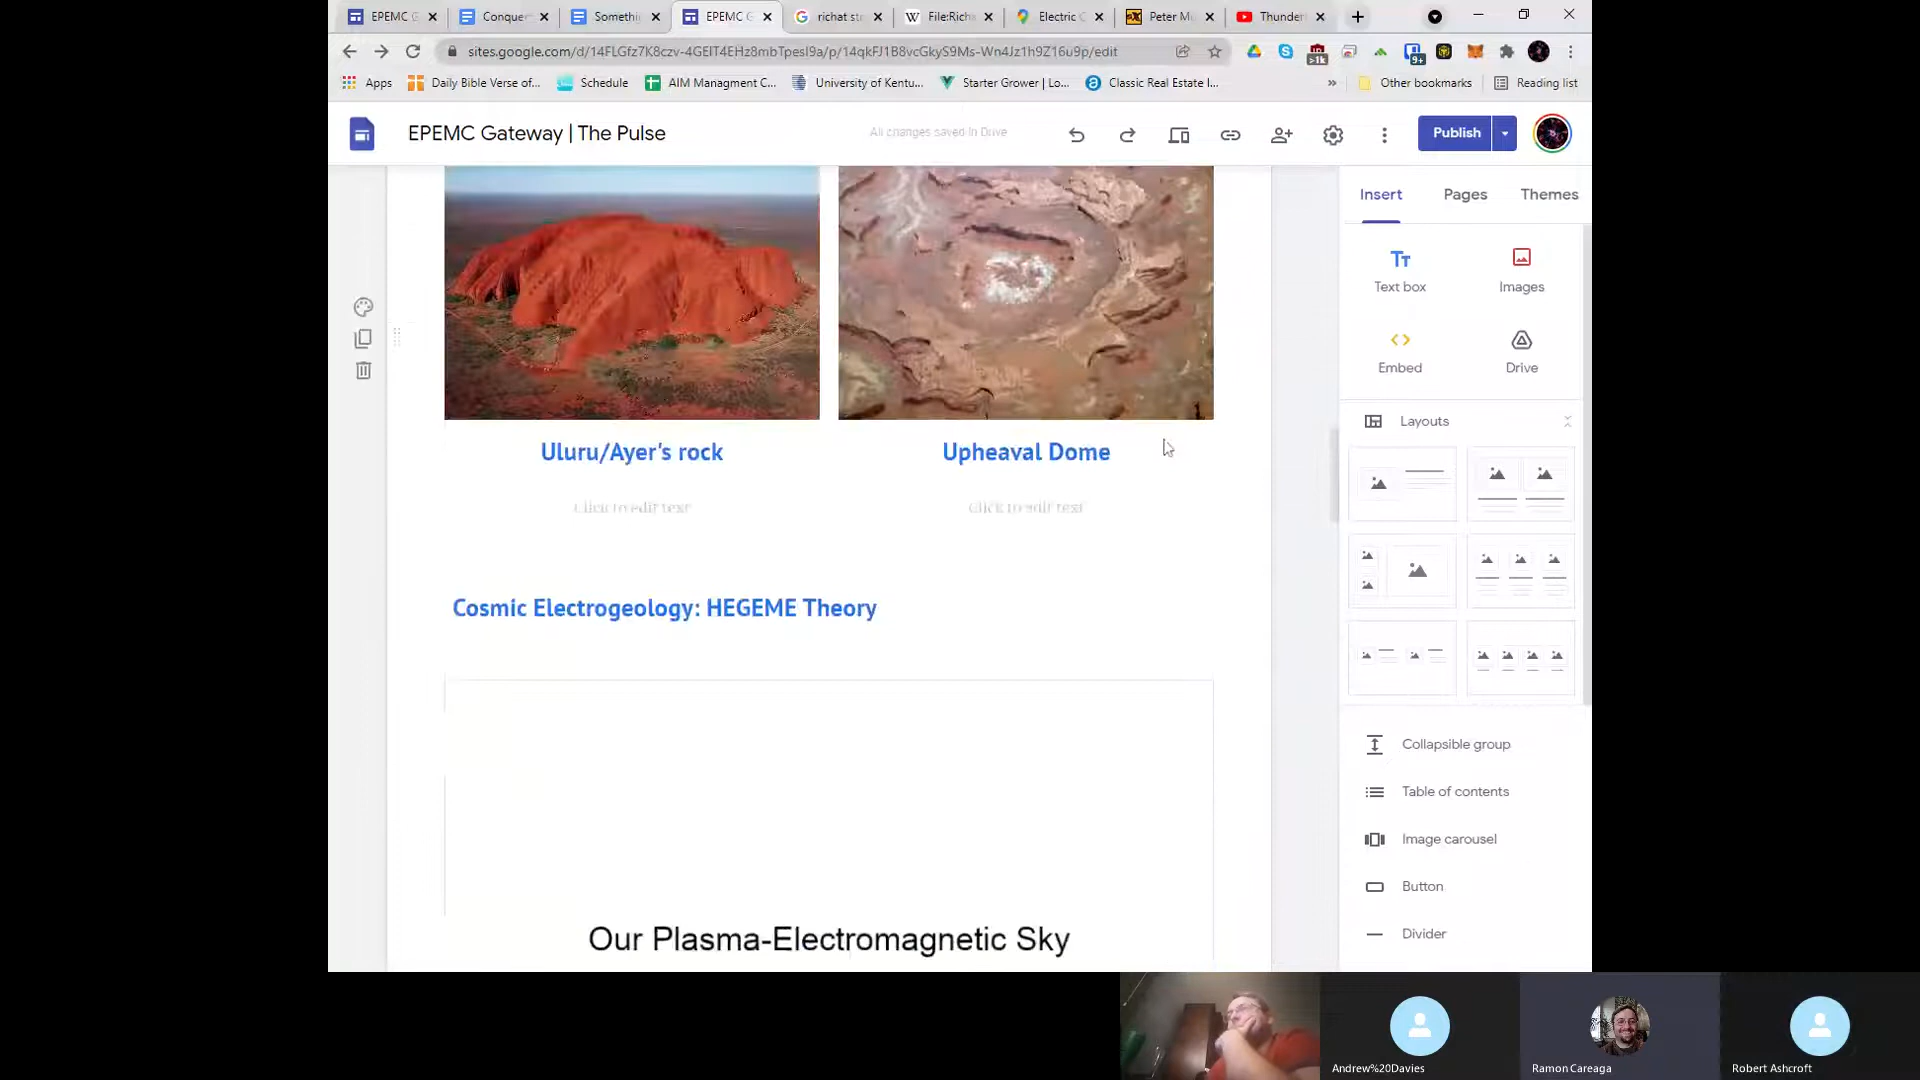 EPEMC G
Conque
Somethi
EPEMC G
richat st
File:Rich
Electric
Peter M
Thunder
sites.google.com/d/14FLGfz7K8czv-4GEIT4EHz8mbTpesI9a/p/14qkFJ1B8vcGkyS9Ms-Wn4Jz1h9Z16u9p/edit
>1k
9+
Apps
Daily Bible Verse of...
Schedule
AIM Managment C...
University of Kentu...
Starter Grower | Lo...
Classic Real Estate I...
»
Other bookmarks
Reading list
EPEMC Gateway | The Pulse
All changes saved in Drive
Publish
Insert
Pages
Themes
Text box
Images
Embed
Drive
Layouts
Uluru/Ayer's rock
Upheaval Dome
Click to edit text
Click to edit text
Cosmic Electrogeology: HEGEME Theory
Our Plasma-Electromagnetic Sky
Collapsible group
Table of contents
Image carousel
Button
Divider
Andrew%20Davies
Ramon Careaga
Robert Ashcroft